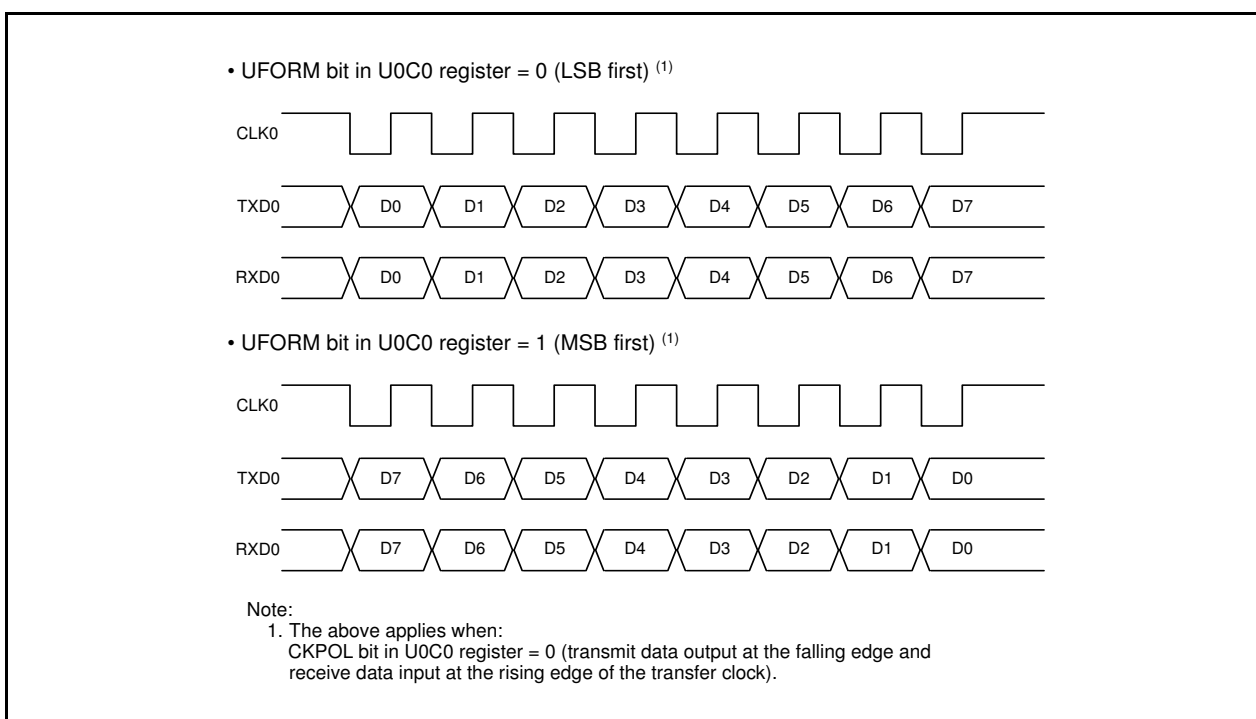 • UFORM bit in U0C0 register = 0 (LSB first) (1)
CLK0
TXD0 D0 D1 D2 D3 D4 D5 D6 D7
RXD0 D0 D1 D2 D3 D4 D5 D6 D7
• UFORM bit in U0C0 register = 1 (MSB first) (1)
CLK0
TXD0 D7 D6 D5 D4 D3 D2 D1 D0
RXD0 D7 D6 D5 D4 D3 D2 D1 D0
Note:
1. The above applies when:
CKPOL bit in U0C0 register = 0 (transmit data output at the falling edge and
receive data input at the rising edge of the transfer clock).